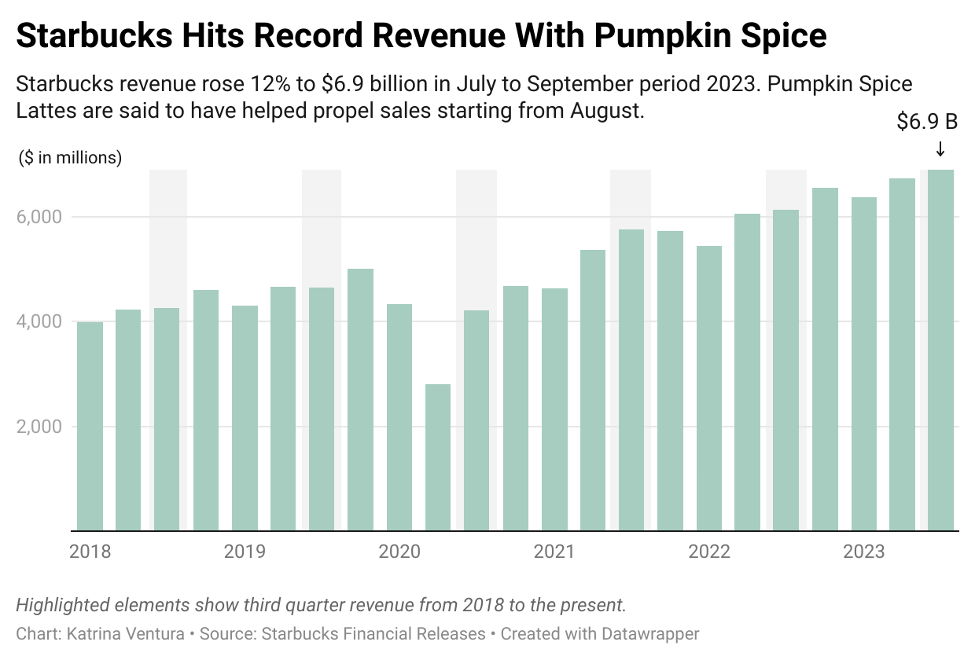 Starbucks Hits Record Revenue With Pumpkin Spice
Starbucks revenue rose 12% to $6.9 billion in July to September period 2023. Pumpkin Spice
Lattes are said to have helped propel sales starting from August.
$6.9 B
↓
($ in millions)
6,000
4,000
2,000
2018 2019 2020 2021 2022 2023
Highlighted elements show third quarter revenue from 2018 to the present.
Chart: Katrina Ventura • Source: Starbucks Financial Releases • Created with Datawrapper